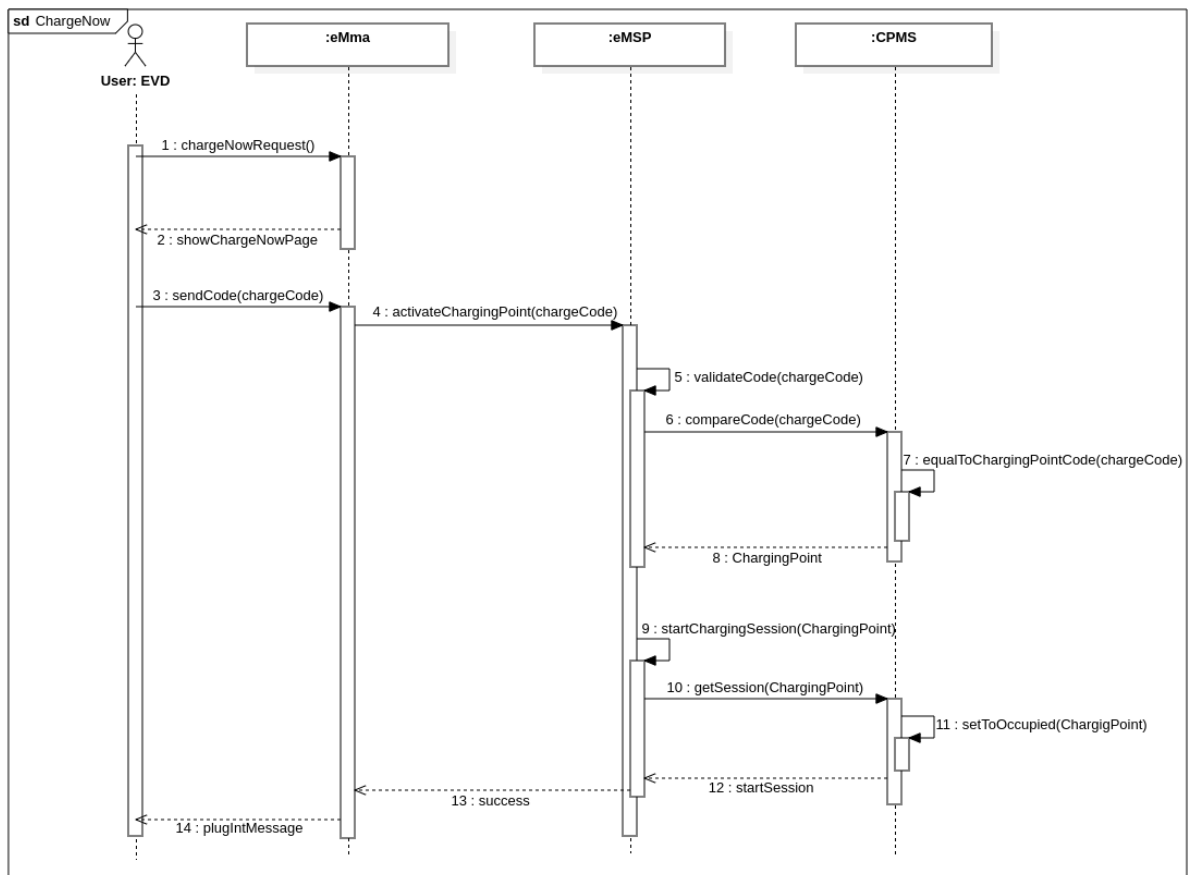 sd ChargeNow
User: EVD
:eMma
:eMSP
:CPMS
1 : chargeNowRequest()
2 : showChargeNowPage
3 : sendCode(chargeCode)
4 : activateChargingPoint(chargeCode)
5 : validateCode(chargeCode)
6 : compareCode(chargeCode)
7 : equalToChargingPointCode(chargeCode)
8 : ChargingPoint
9 : startChargingSession(ChargingPoint)
10 : getSession(ChargingPoint)
11 : setToOccupied(ChargigPoint)
12 : startSession
13 : success
14 : plugIntMessage